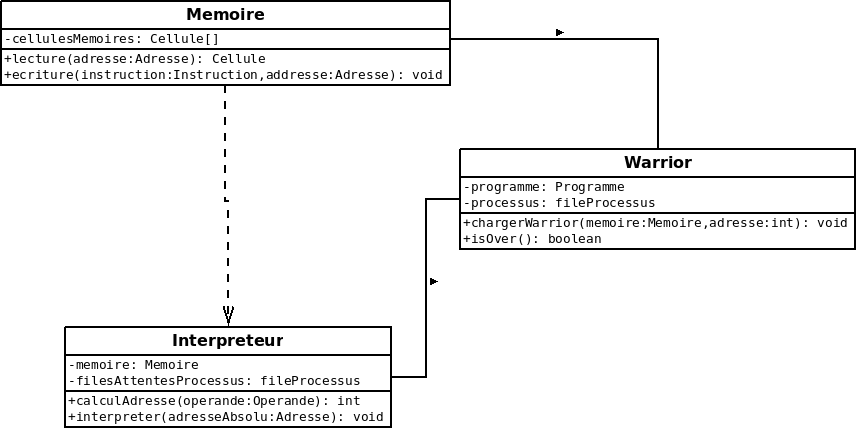 Memoire
-cellulesMemoires: Cellule[]
+lecture(adresse:Adresse): Cellule
+ecriture(instruction:Instruction,addresse:Adresse): void
Warrior
-programme: Programme
-processus: fileProcessus
+chargerWarrior(memoire:Memoire,adresse:int): void
+isOver(): boolean
Interpreteur
-memoire: Memoire
-filesAttentesProcessus: fileProcessus
+calculAdresse(operande:Operande): int
+interpreter(adresseAbsolu:Adresse): void